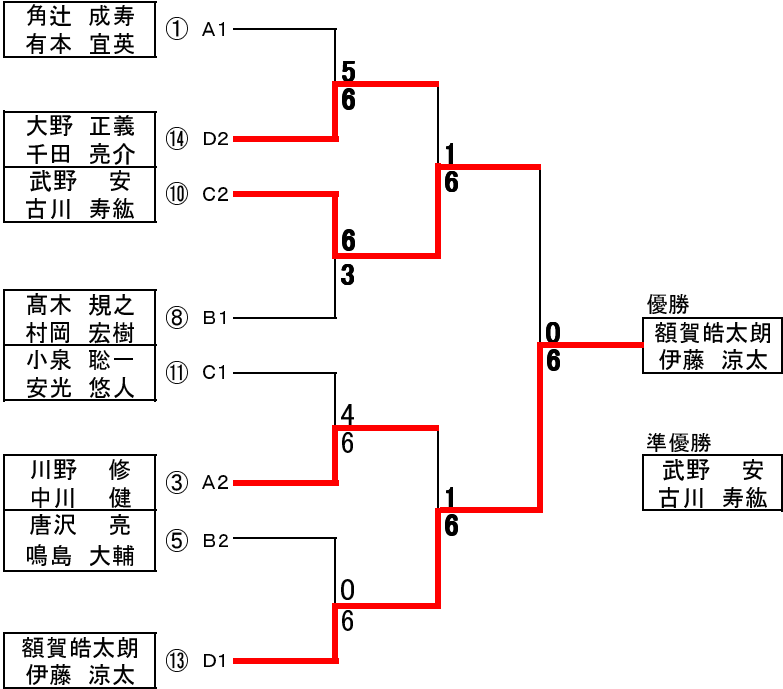 角辻 成寿
有本 宜英
① A1
5
6
大野 正義
千田 亮介
⑭ D2
1
6
武野 安
古川 寿紘
⑩ C2
6
3
髙木 規之
村岡 宏樹
⑧ B1
優勝
額賀皓太朗
伊藤 涼太
0
6
小泉 聡一
安光 悠人
⑪ C1
4
6
川野 修
中川 健
③ A2
準優勝
武野 安
古川 寿紘
1
6
唐沢 亮
鳴島 大輔
⑤ B2
0
6
額賀皓太朗
伊藤 涼太
⑬ D1